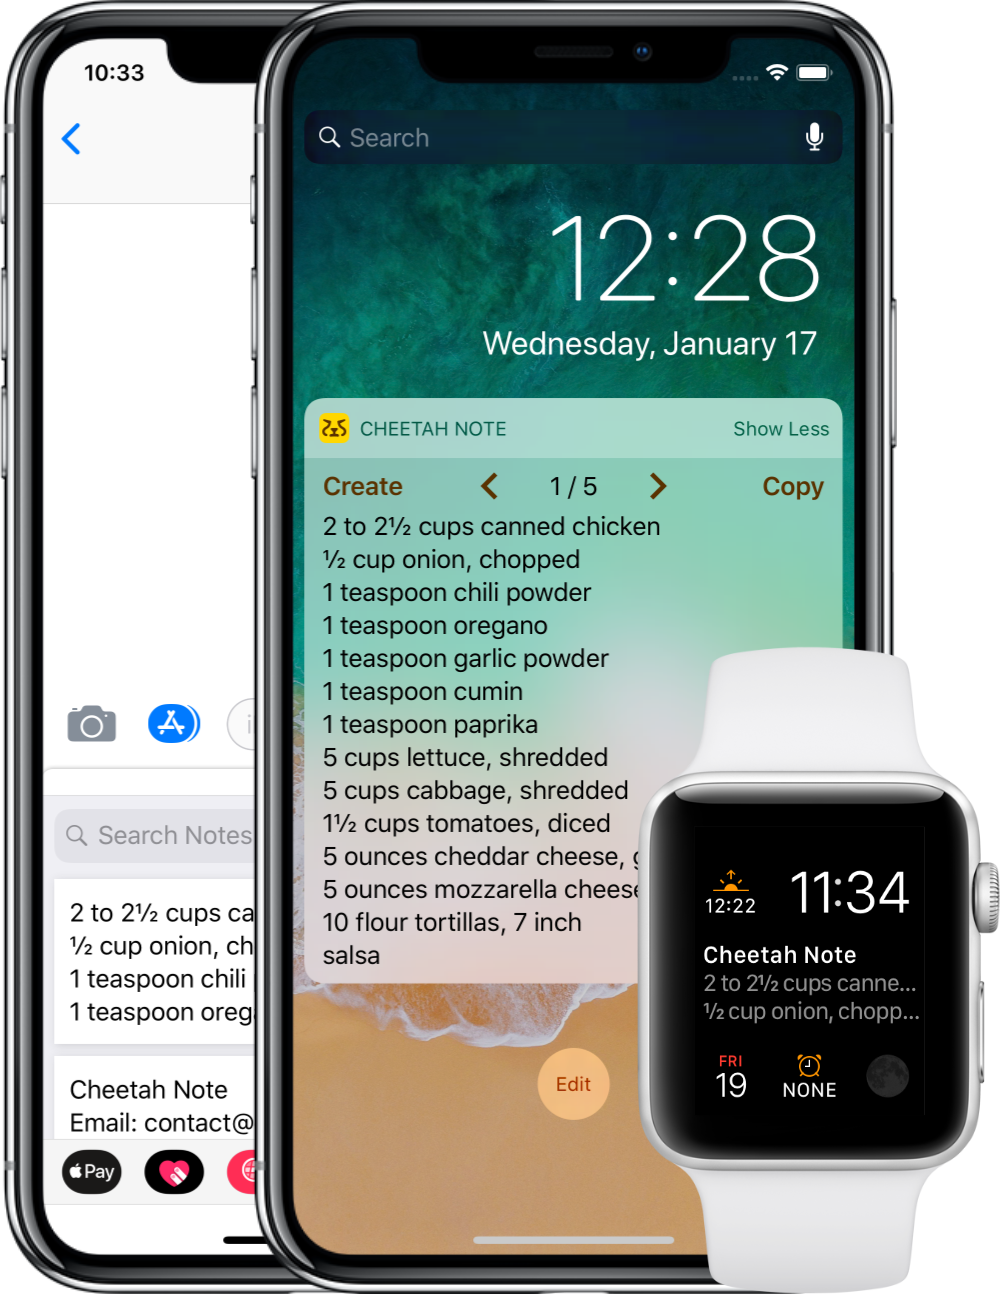 10:33
Search Notes
2 to 2½ cups ca
½ cup onion, ch
1 teaspoon chili
1 teaspoon oreg
Cheetah Note
Email: contact@
Pay
Search
12:28
Wednesday, January 17
CHEETAH NOTE
Show Less
Create
1 / 5
Copy
2 to 2½ cups canned chicken
½ cup onion, chopped
1 teaspoon chili powder
1 teaspoon oregano
1 teaspoon garlic powder
1 teaspoon cumin
1 teaspoon paprika
5 cups lettuce, shredded
5 cups cabbage, shredded
1½ cups tomatoes, diced
5 ounces cheddar cheese,
5 ounces mozzarella cheese
10 flour tortillas, 7 inch
salsa
Edit
12:22
11:34
Cheetah Note
2 to 2½ cups canne...
½ cup onion, chopp...
FRI
19
NONE